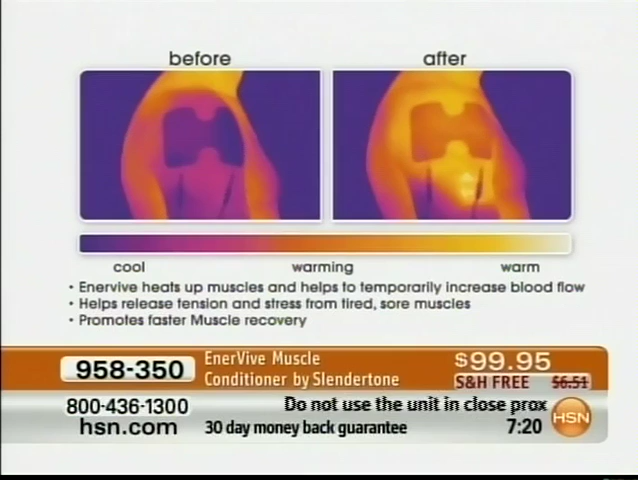 before
after
cool
warming
warm
• Enervive heats up muscles and helps to temporarily increase blood flow
• Helps release tension and stress from tired, sore muscles
• Promotes faster Muscle recovery
958-350
EnerVive Muscle
Conditioner by Slendertone
$99.95
S&H FREE $6.51
800-436-1300
hsn.com
Do not use the unit in close prox
30 day money back guarantee
7:20
HSN